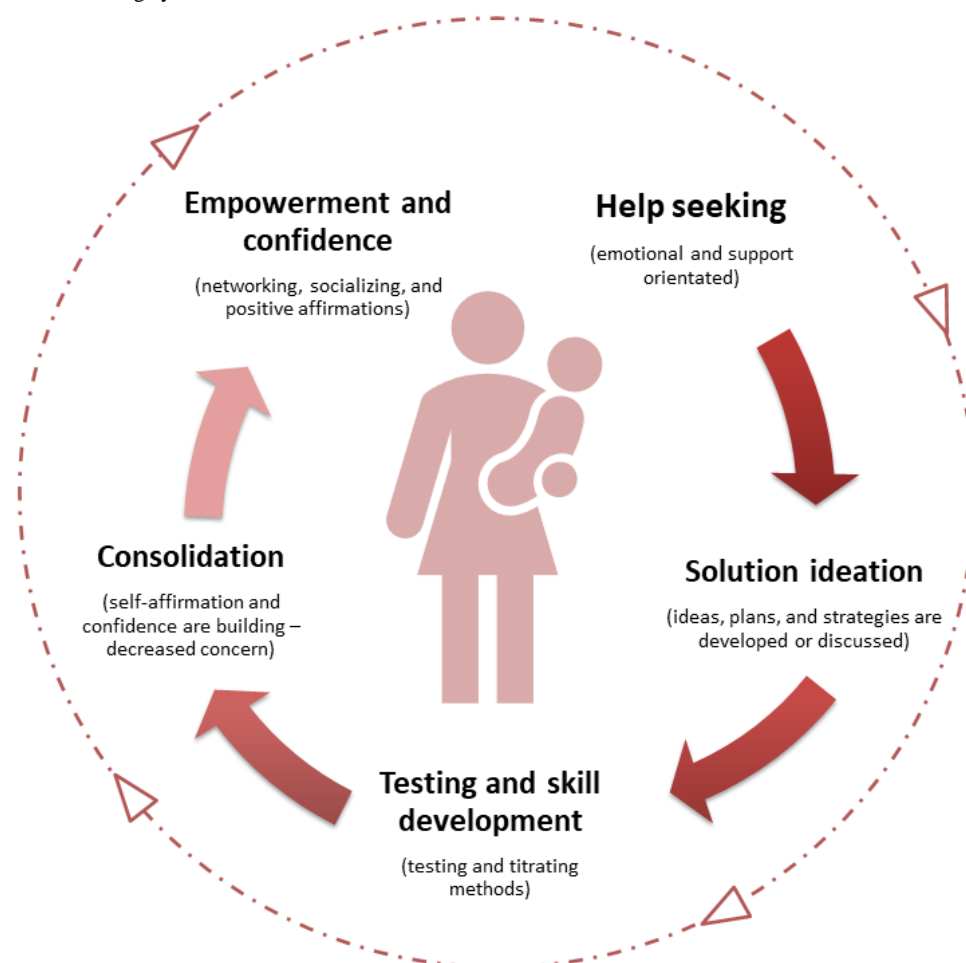 Empowerment and
confidence
(networking, socializing, and
positive affirmations)
Help seeking
(emotional and support
orientated)
Solution ideation
(ideas, plans, and strategies are
developed or discussed)
Testing and skill
development
(testing and titrating
methods)
Consolidation
(self-affirmation and
confidence are building –
decreased concern)